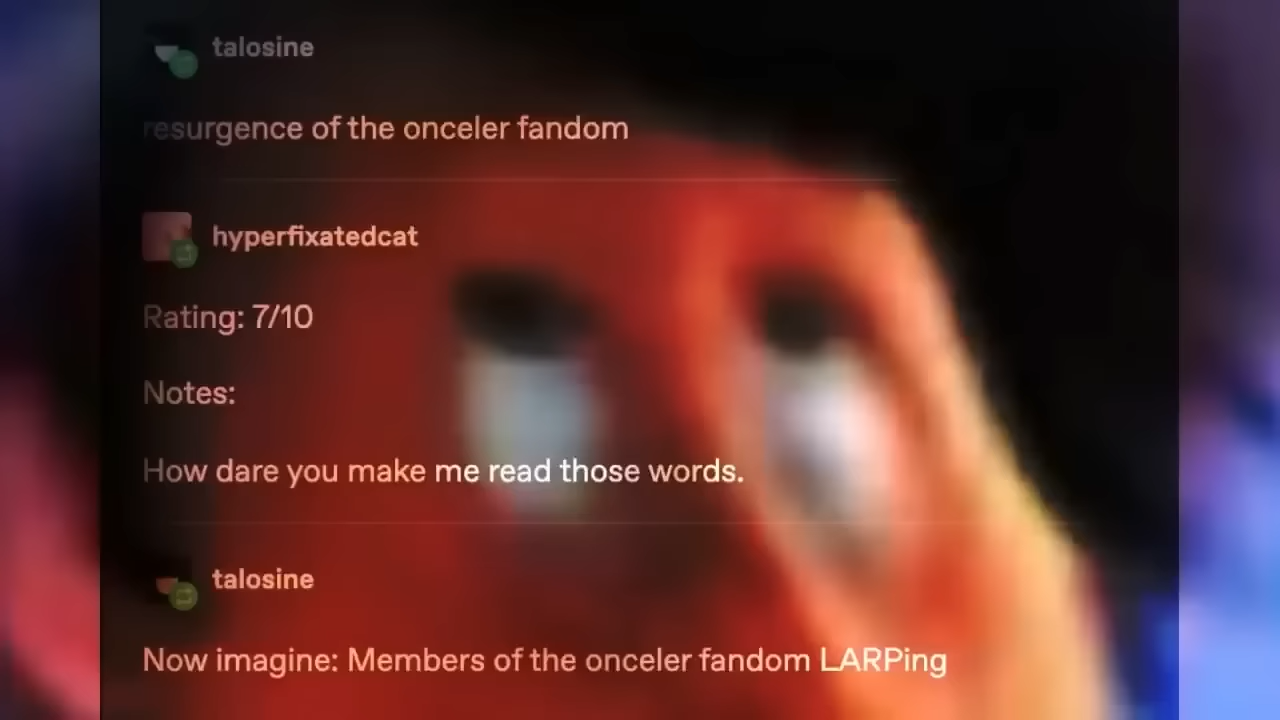 talosine
resurgence of the onceler fandom
hyperfixatedcat
Rating: 7/10
Notes:
How dare you make me read those words.
talosine
Now imagine: Members of the onceler fandom LARPing